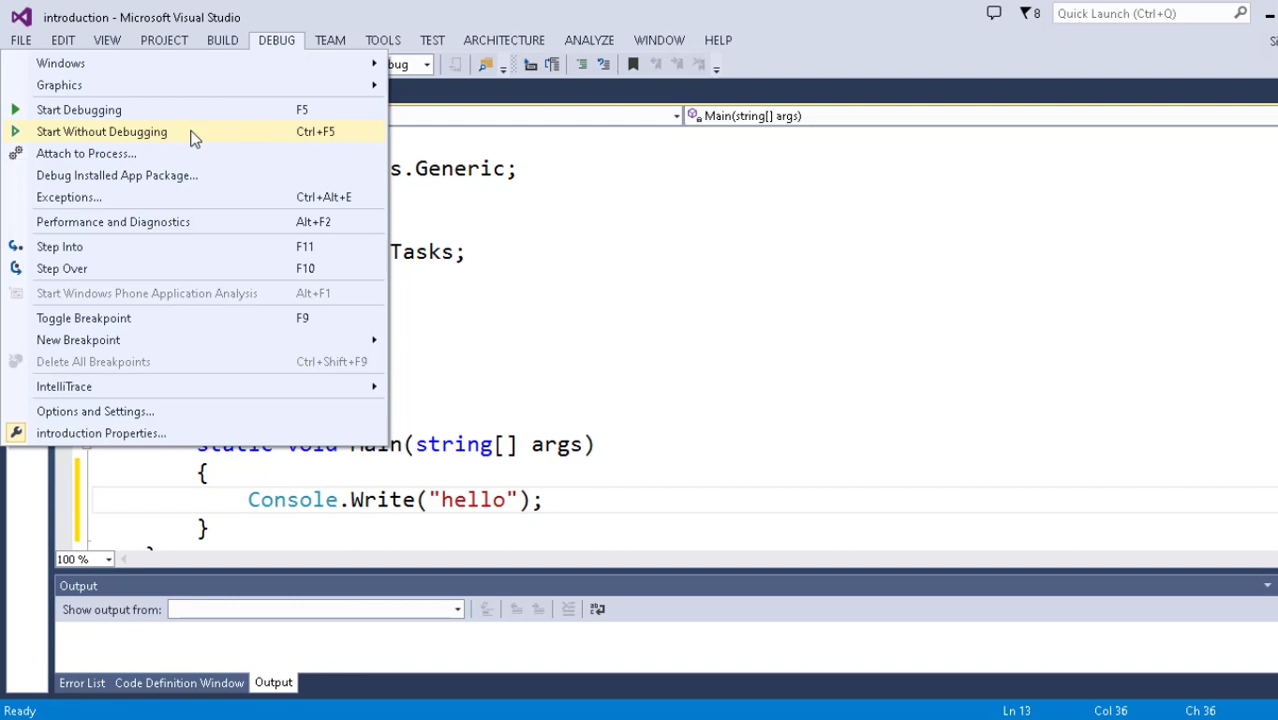 introduction - Microsoft Visual Studio
8
Quick Launch (Ctrl+Q)
FILE EDIT VIEW PROJECT BUILD DEBUG TEAM TOOLS TEST ARCHITECTURE ANALYZE WINDOW HELP
Windows
Graphics
Start Debugging F5
Start Without Debugging Ctrl+F5
Attach to Process...
Debug Installed App Package...
Exceptions... Ctrl+Alt+E
Performance and Diagnostics Alt+F2
Step Into F11
Step Over F10
Start Windows Phone Application Analysis Alt+F1
Toggle Breakpoint F9
New Breakpoint
Delete All Breakpoints Ctrl+Shift+F9
IntelliTrace
Options and Settings...
introduction Properties...
bug
Main(string[] args)
s.Generic;
Tasks;
static void Main(string[] args)
{
Console.Write("hello");
}
100 %
Output
Show output from:
Error List Code Definition Window Output
Ready Ln 13 Col 36 Ch 36